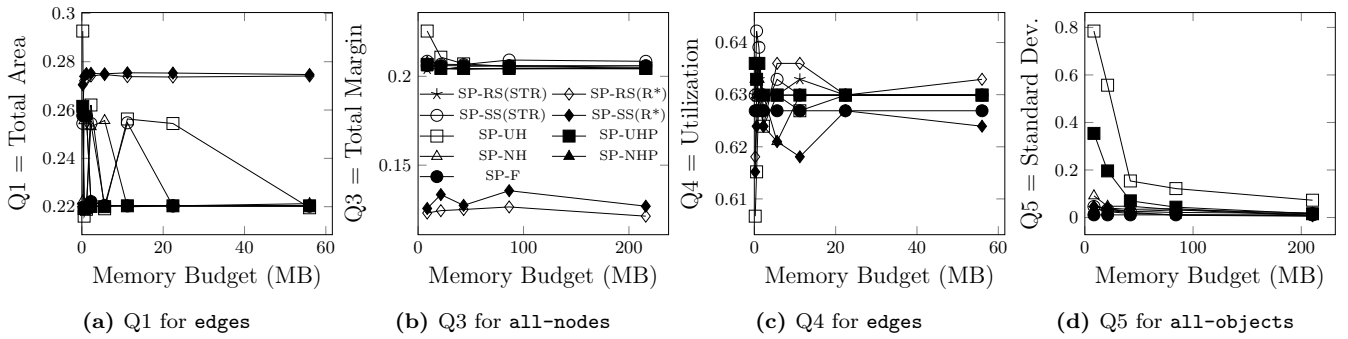 Q1 = Total Area
0.3
0.28
0.26
0.24
0.22
0 20 40 60
Memory Budget (MB)
(a) Q1 for edges
Q3 = Total Margin
0.2
0.15
0 100 200
Memory Budget (MB)
SP-RS(STR) SP-RS(R*)
SP-SS(STR) SP-SS(R*)
SP-UH SP-UHP
SP-NH SP-NHP
SP-F
(b) Q3 for all-nodes
Q4 = Utilization
0.64
0.63
0.62
0.61
0 20 40 60
Memory Budget (MB)
(c) Q4 for edges
Q5 = Standard Dev.
0.8
0.6
0.4
0.2
0
0 100 200
Memory Budget (MB)
(d) Q5 for all-objects